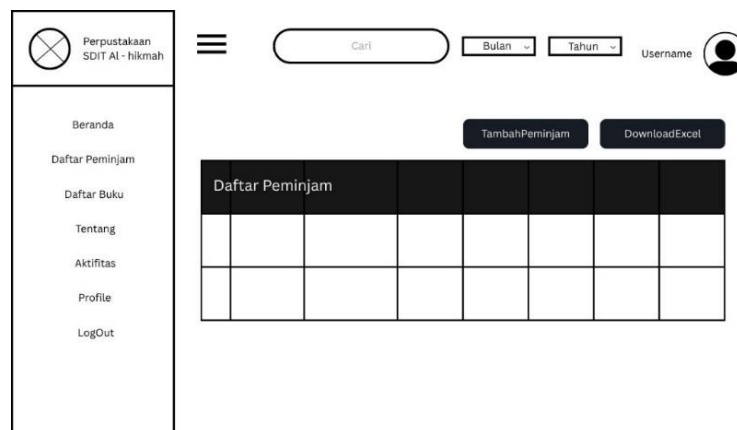 Perpustakaan
SDIT Al - hikmah
Cari
Bulan
Tahun
Username
Beranda
Daftar Peminjam
Daftar Buku
Tentang
Aktifitas
Profile
LogOut
TambahPeminjam
DownloadExcel
Daftar Peminjam